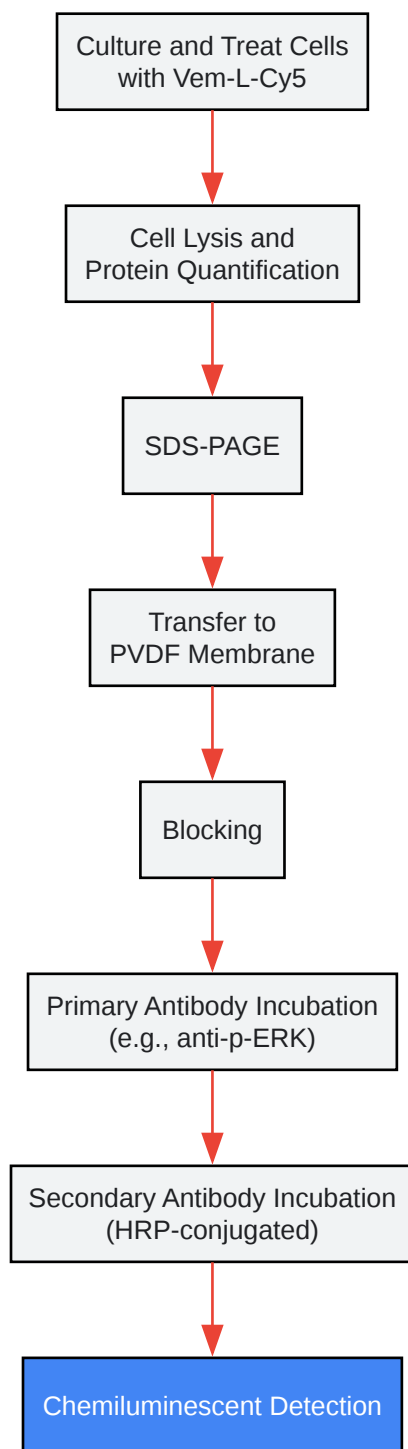 Culture and Treat Cells
with Vem-L-Cy5
Cell Lysis and
Protein Quantification
SDS-PAGE
Transfer to
PVDF Membrane
Blocking
Primary Antibody Incubation
(e.g., anti-p-ERK)
Secondary Antibody Incubation
(HRP-conjugated)
Chemiluminescent Detection